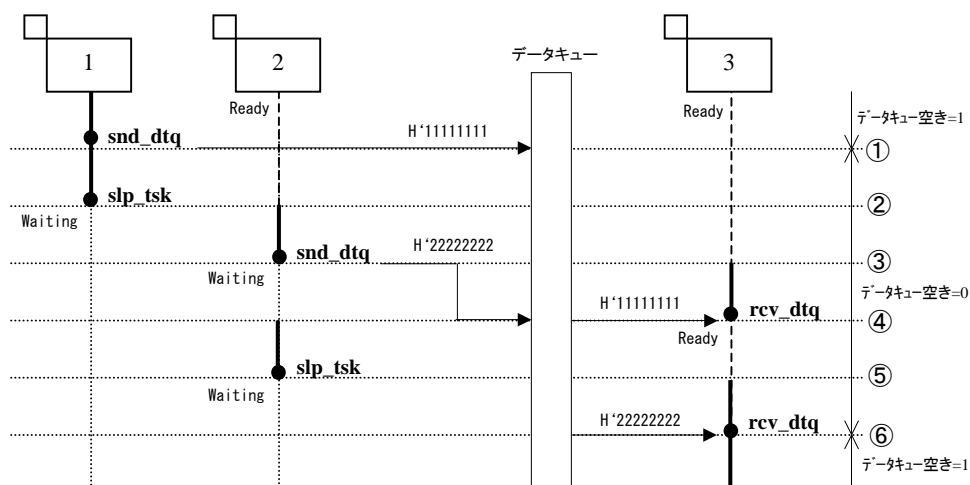 データキュー
1
2
3
Ready
Ready
データキュー空き=1
snd_dtq
H‘11111111
①
slp_tsk
Waiting
②
snd_dtq
H‘22222222
Waiting
③
データキュー空き=0
H‘11111111
rcv_dtq
④
Ready
slp_tsk
Waiting
⑤
H‘22222222
rcv_dtq
⑥
データキュー空き=1